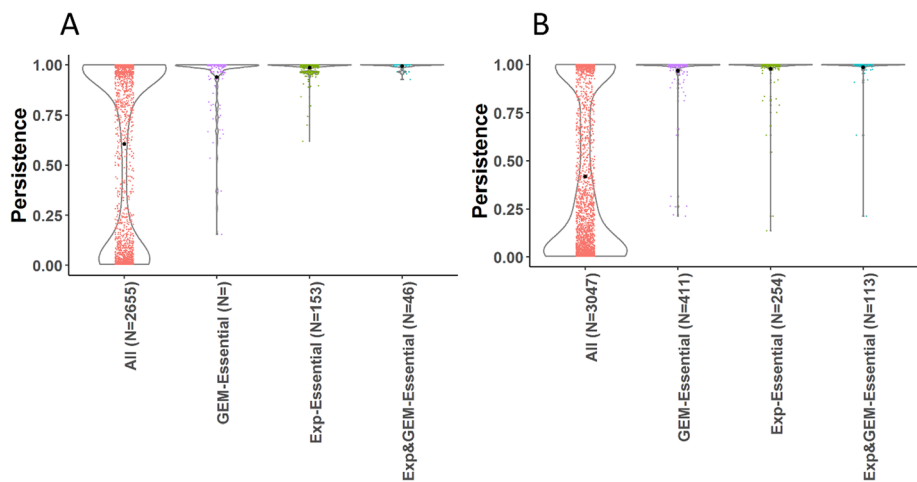 A
Persistence
1.00
0.75
0.50
0.25
0.00
All (N=2655)
GEM-Essential (N=)
Exp-Essential (N=153)
Exp&GEM-Essential (N=46)
B
Persistence
1.00
0.75
0.50
0.25
0.00
All (N=3047)
GEM-Essential (N=411)
Exp-Essential (N=254)
Exp&GEM-Essential (N=113)